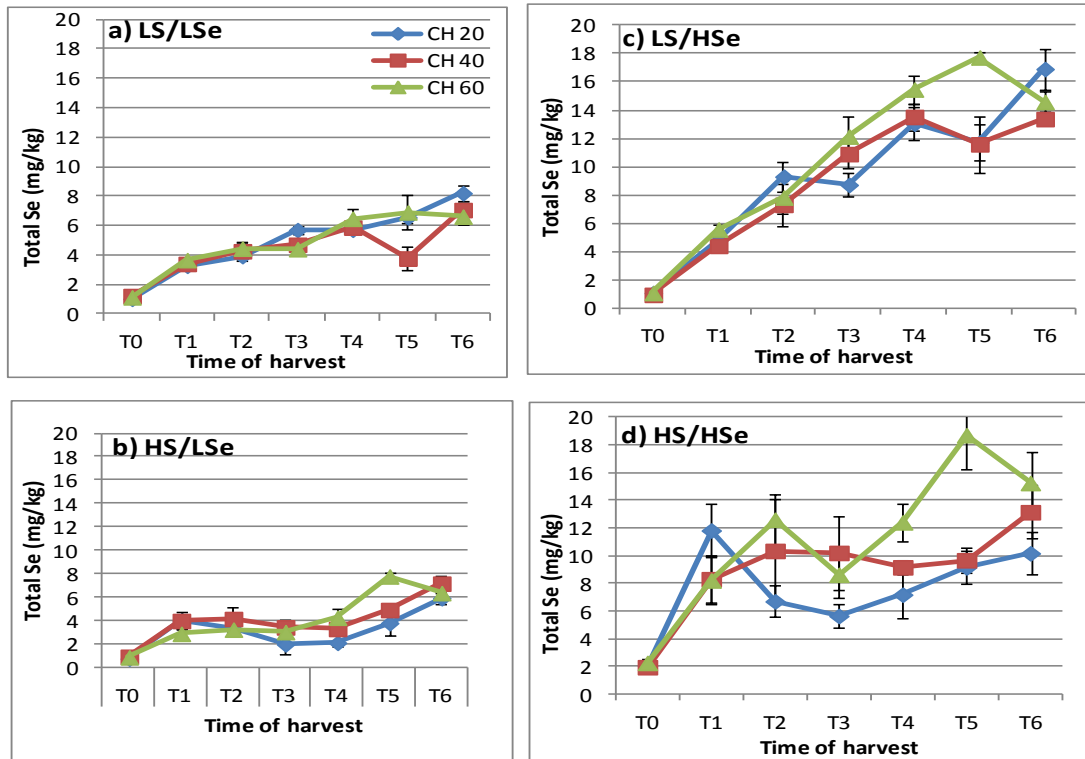 a) LS/LSe
CH 20
CH 40
CH 60
Total Se (mg/kg)
20
18
16
14
12
10
8
6
4
2
0
T0 T1 T2 T3 T4 T5 T6
Time of harvest
c) LS/HSe
Total Se (mg/kg)
20
18
16
14
12
10
8
6
4
2
0
T0 T1 T2 T3 T4 T5 T6
Time of harvest
b) HS/LSe
Total Se (mg/kg)
20
18
16
14
12
10
8
6
4
2
0
T0 T1 T2 T3 T4 T5 T6
Time of harvest
d) HS/HSe
Total Se (mg/kg)
20
18
16
14
12
10
8
6
4
2
0
T0 T1 T2 T3 T4 T5 T6
Time of harvest